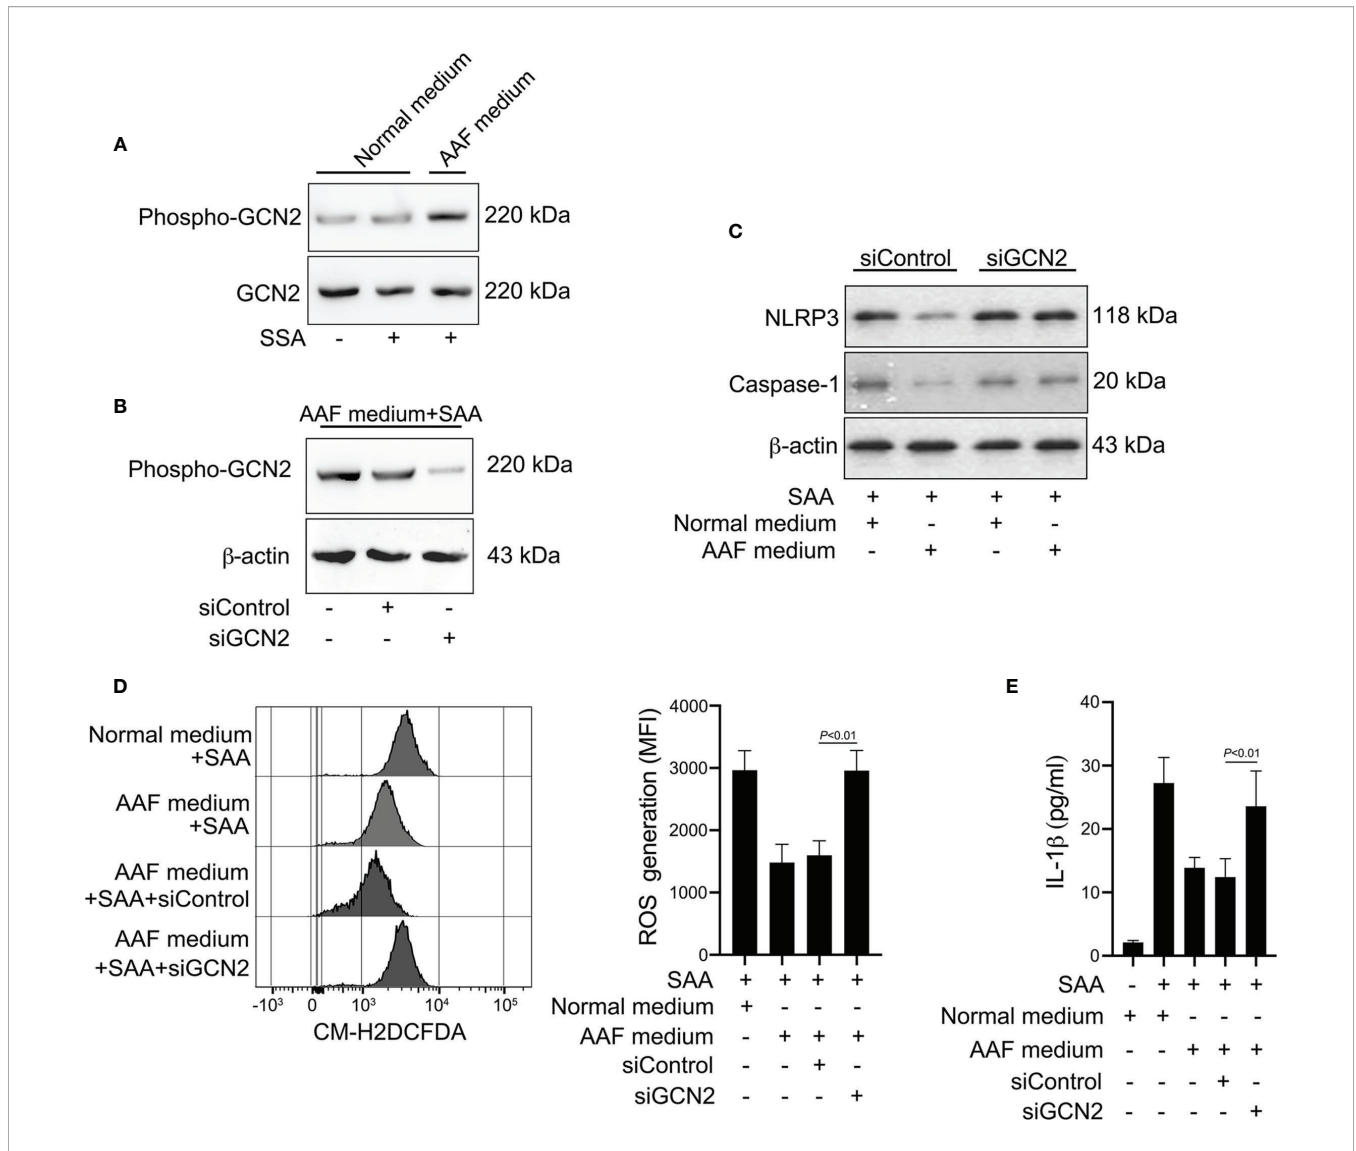 A
Normal medium
AAF medium
Phospho-GCN2
220 kDa
GCN2
220 kDa
SSA - + +
B
AAF medium+SAA
Phospho-GCN2
220 kDa
β-actin
43 kDa
siControl - + -
siGCN2 - - +
C
siControl siGCN2
NLRP3
118 kDa
Caspase-1
20 kDa
β-actin
43 kDa
SAA + + + +
Normal medium + - + -
AAF medium - + - +
D
Normal medium
+SAA
AAF medium
+SAA
AAF medium
+SAA+siControl
AAF medium
+SAA+siGCN2
-10³ 0 10³ 10⁴ 10⁵
CM-H2DCFDA
ROS generation (MFI)
4000
3000
2000
1000
0
P<0.01
SAA + + + +
Normal medium + - - -
AAF medium - + + +
siControl - - + -
siGCN2 - - - +
E
IL-1β (pg/ml)
40
30
20
10
0
P<0.01
SAA - + + + +
Normal medium + + - - -
AAF medium - - + + +
siControl - - - + -
siGCN2 - - - - +